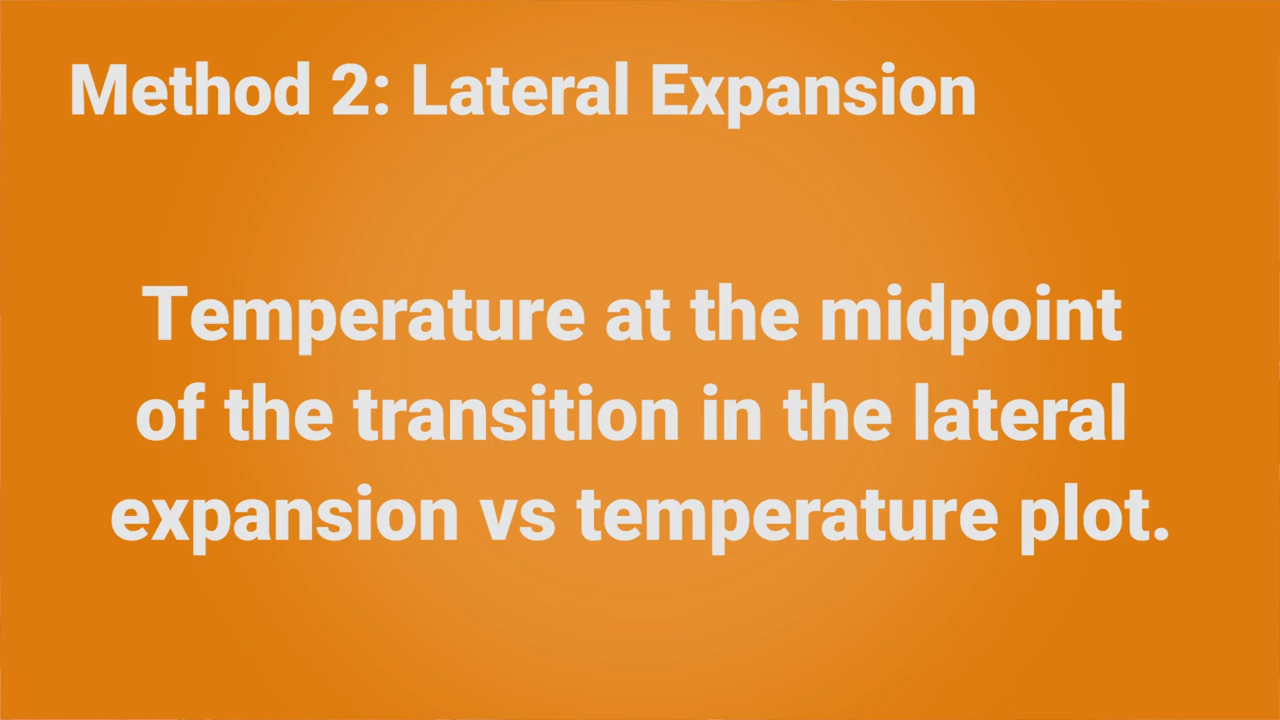 Method 2: Lateral Expansion
Temperature at the midpoint
of the transition in the lateral
expansion vs temperature plot.